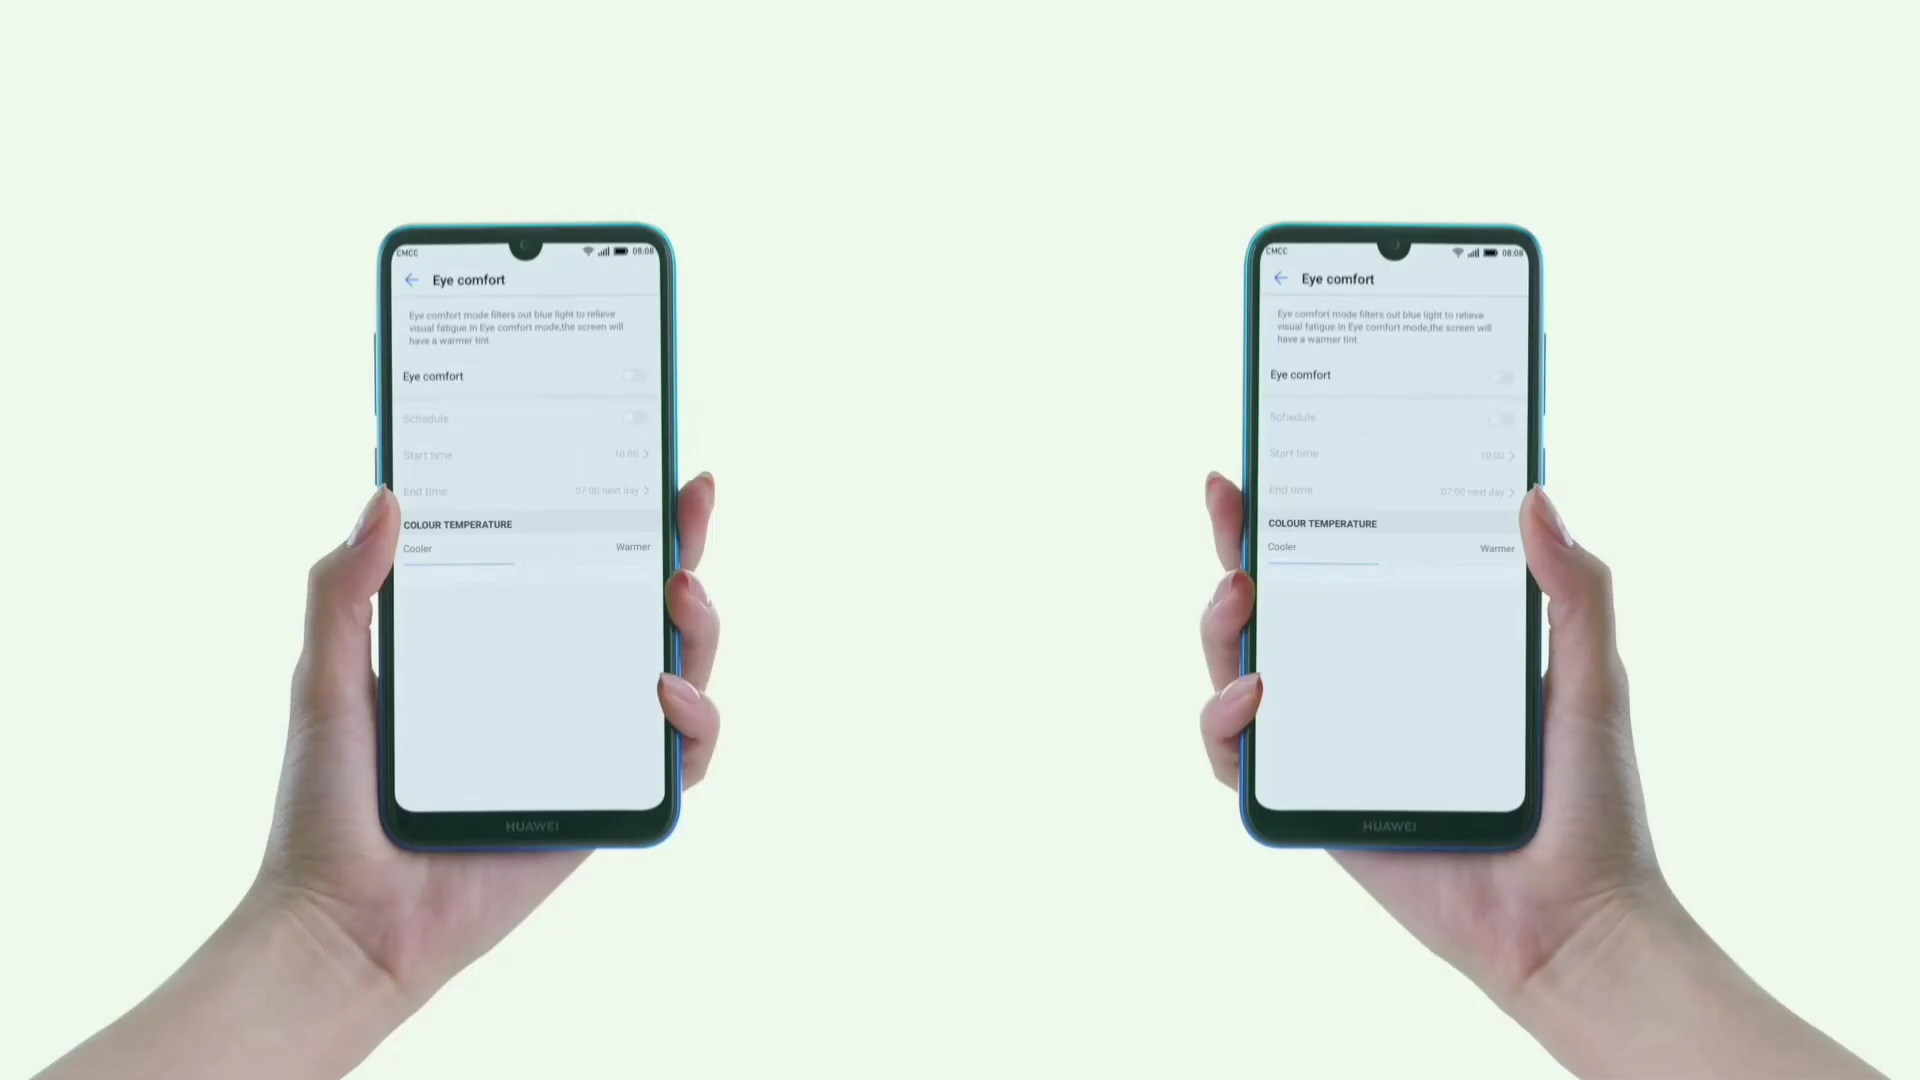 CMCC 08:08
Eye comfort
Eye comfort mode filters out blue light to relieve
visual fatigue.In Eye comfort mode,the screen will
have a warmer tint.
Eye comfort
Schedule
Start time 10:00
End time 07:00 next day
COLOUR TEMPERATURE
Cooler Warmer
HUAWEI
CMCC 08:08
Eye comfort
Eye comfort mode filters out blue light to relieve
visual fatigue.In Eye comfort mode,the screen will
have a warmer tint.
Eye comfort
Schedule
Start time 10:00
End time 07:00 next day
COLOUR TEMPERATURE
Cooler Warmer
HUAWEI